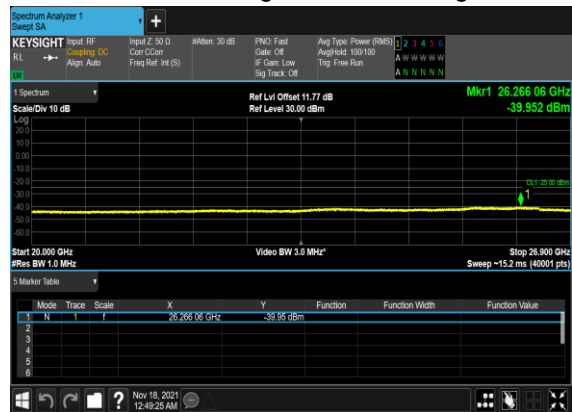 Spectrum Analyzer 1
Swept SA
KEYSIGHT Input: RF Input Z: 50 Ω #Atten: 30 dB PNO: Fast Avg Type: Power (RMS) 1 2 3 4 5 6
RL Coupling: DC Corr CCorr Gate: Off Avg|Hold: 100/100 A W W W W W
Align: Auto Freq Ref: Int (S) IF Gain: Low Trig: Free Run
Sig Track: Off A N N N N N
1 Spectrum Ref Lvl Offset 11.77 dB Mkr1 26.266 06 GHz
Scale/Div 10 dB Ref Level 30.00 dBm -39.952 dBm
Log
20.0
10.0
0.00
-10.0
-20.0 DL1 -25.00 dBm
-30.0 1
-40.0
-50.0
-60.0
Start 20.000 GHz Video BW 3.0 MHz* Stop 26.900 GHz
#Res BW 1.0 MHz Sweep ~15.2 ms (40001 pts)
5 Marker Table
Mode Trace Scale X Y Function Function Width Function Value
1 N 1 f 26.266 06 GHz -39.95 dBm
2
3
4
5
6
? Nov 18, 2021
12:49:25 AM